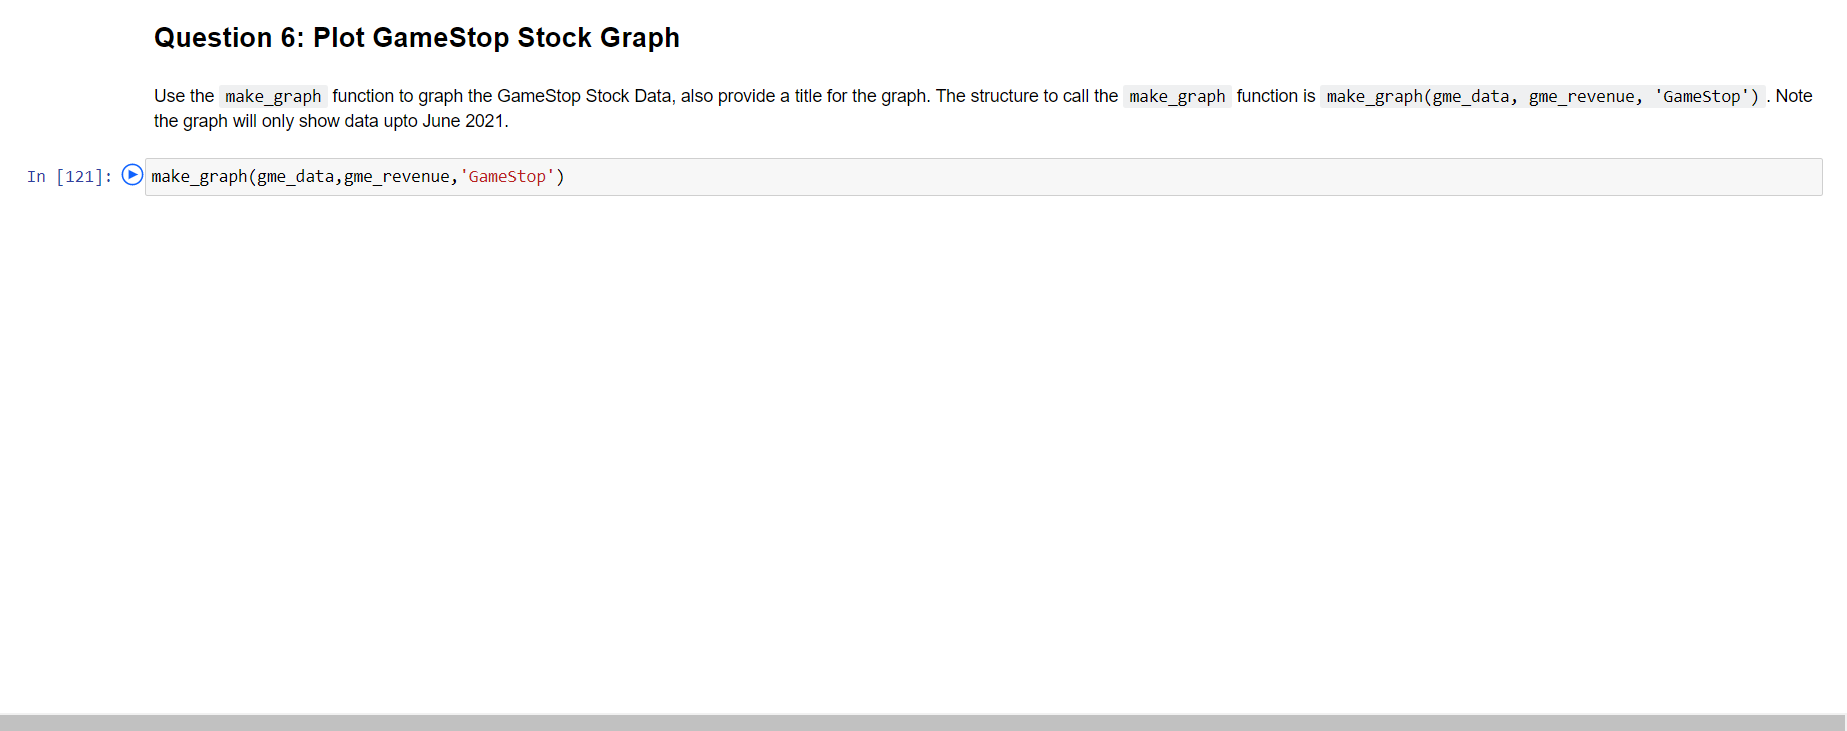 Question 6: Plot GameStop Stock Graph
Use the make_graph function to graph the GameStop Stock Data, also provide a title for the graph. The structure to call the make_graph function is make_graph(gme_data, gme_revenue, 'GameStop') . Note
the graph will only show data upto June 2021.
In [121]: make_graph(gme_data,gme_revenue,'GameStop')